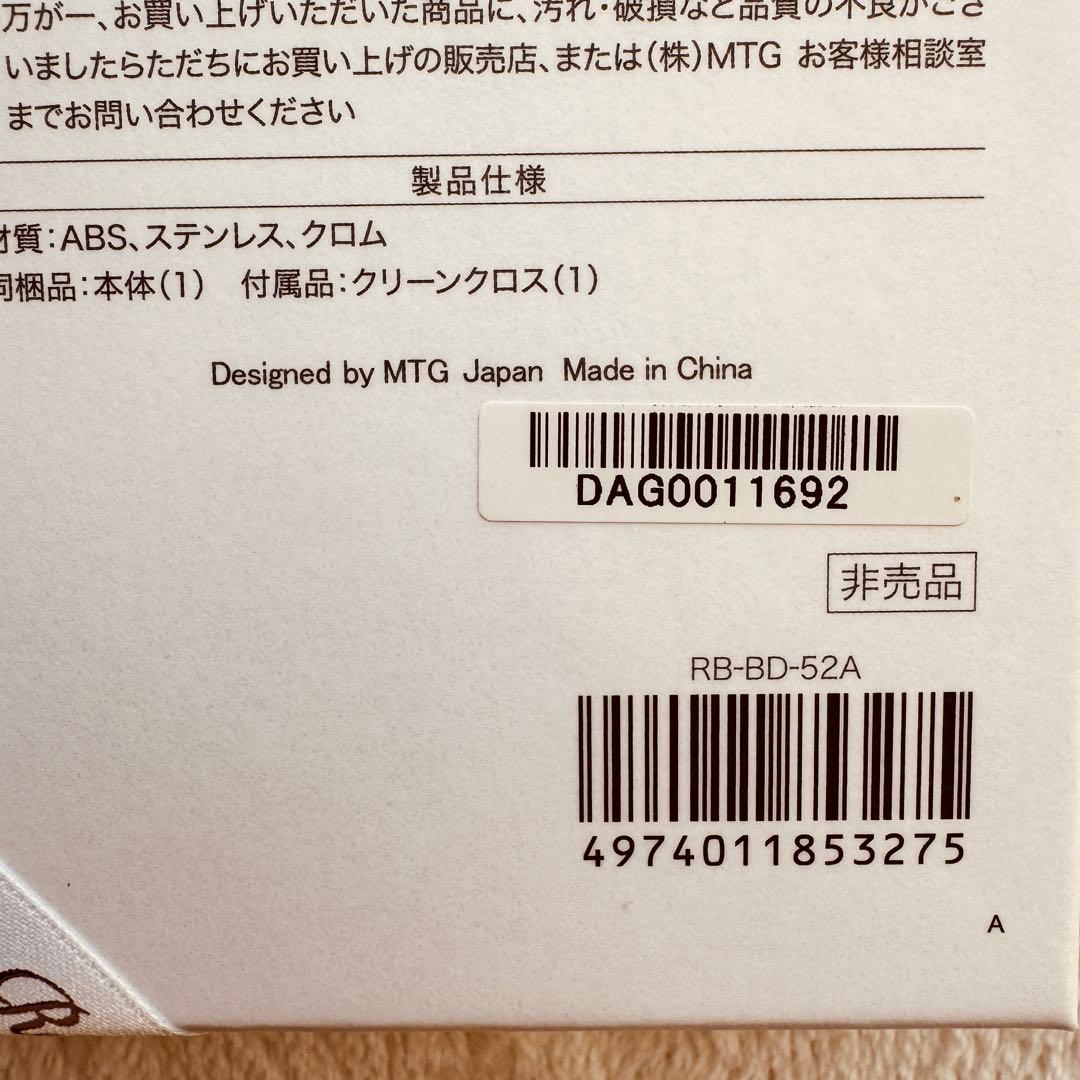 万が一、お買い上げいただいた商品に、汚れ・破損など品質の不良がござ
いましたらただちにお買い上げの販売店、または(株)MTG お客様相談室
までお問い合わせください
製品仕様
材質:ABS、ステンレス、クロム
同梱品:本体(1) 付属品:クリーンクロス(1)
Designed by MTG Japan Made in China
DAG0011692
非売品
RB-BD-52A
4974011853275
A